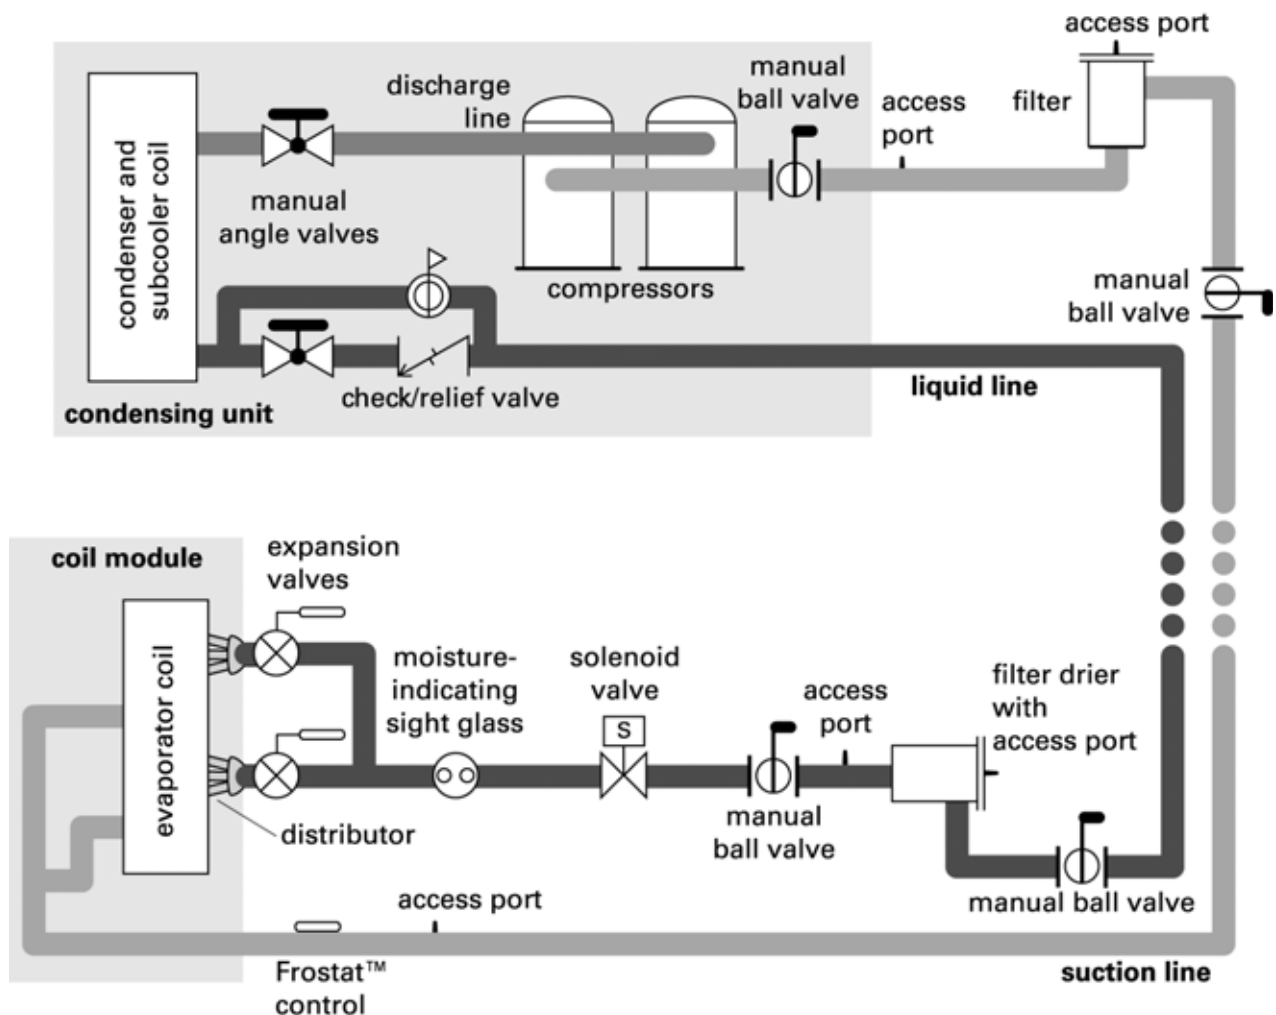 access port
manual
ball valve
discharge
line
access
port
filter
condenser and
subcooler coil
manual
angle valves
compressors
manual
ball valve
check/relief valve
liquid line
condensing unit
coil module
expansion
valves
evaporator coil
moisture-
indicating
sight glass
solenoid
valve
S
access
port
filter drier
with
access port
distributor
manual
ball valve
access port
manual ball valve
Frostat™
control
suction line